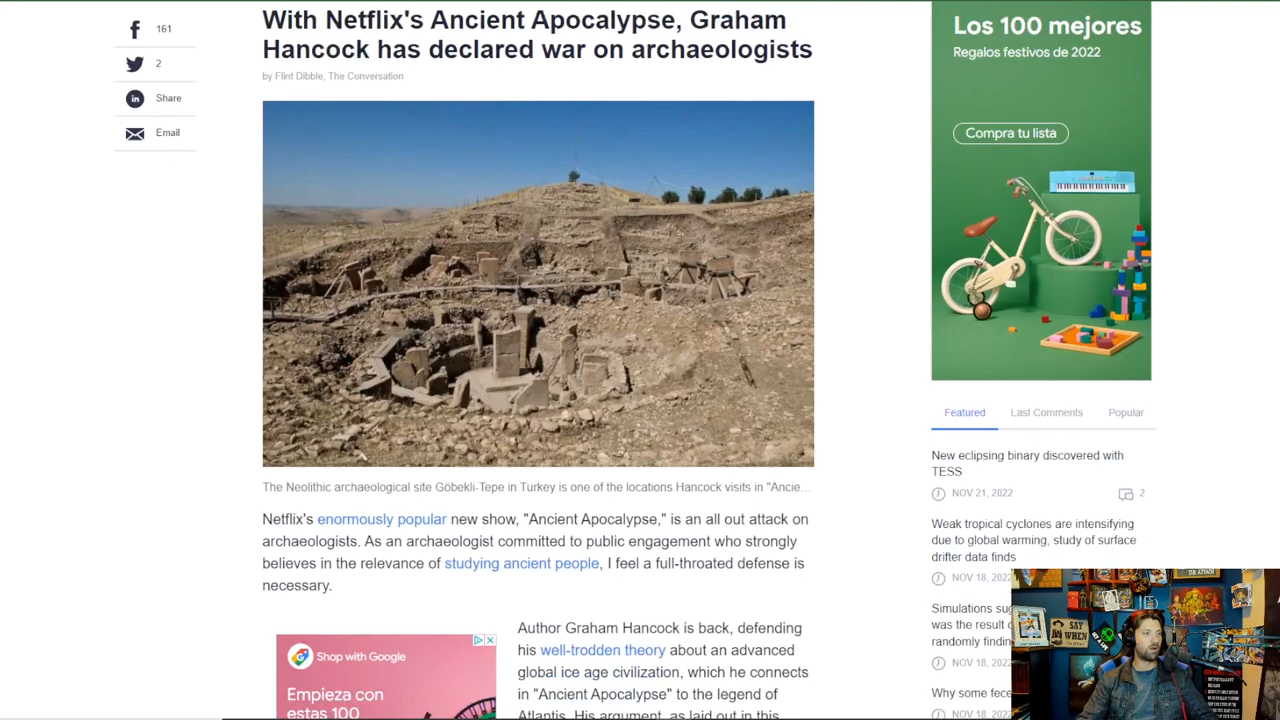 With Netflix's Ancient Apocalypse, Graham
Hancock has declared war on archaeologists
by Flint Dibble, The Conversation
161
2
Share
Email
The Neolithic archaeological site Göbekli-Tepe in Turkey is one of the locations Hancock visits in "Ancie...
Netflix's enormously popular new show, "Ancient Apocalypse," is an all out attack on
archaeologists. As an archaeologist committed to public engagement who strongly
believes in the relevance of studying ancient people, I feel a full-throated defense is
necessary.
Shop with Google
Empieza con
estas 100
Author Graham Hancock is back, defending
his well-trodden theory about an advanced
global ice age civilization, which he connects
in "Ancient Apocalypse" to the legend of
Atlantis. His argument, as laid out in this
Los 100 mejores
Regalos festivos de 2022
Compra tu lista
Featured Last Comments Popular
New eclipsing binary discovered with
TESS
NOV 21, 2022 2
Weak tropical cyclones are intensifying
due to global warming, study of surface
drifter data finds
NOV 18, 2022
Simulations
was the result
randomly
NOV 18, 2022
Why some
NOV 18, 202
SAY
WHEN